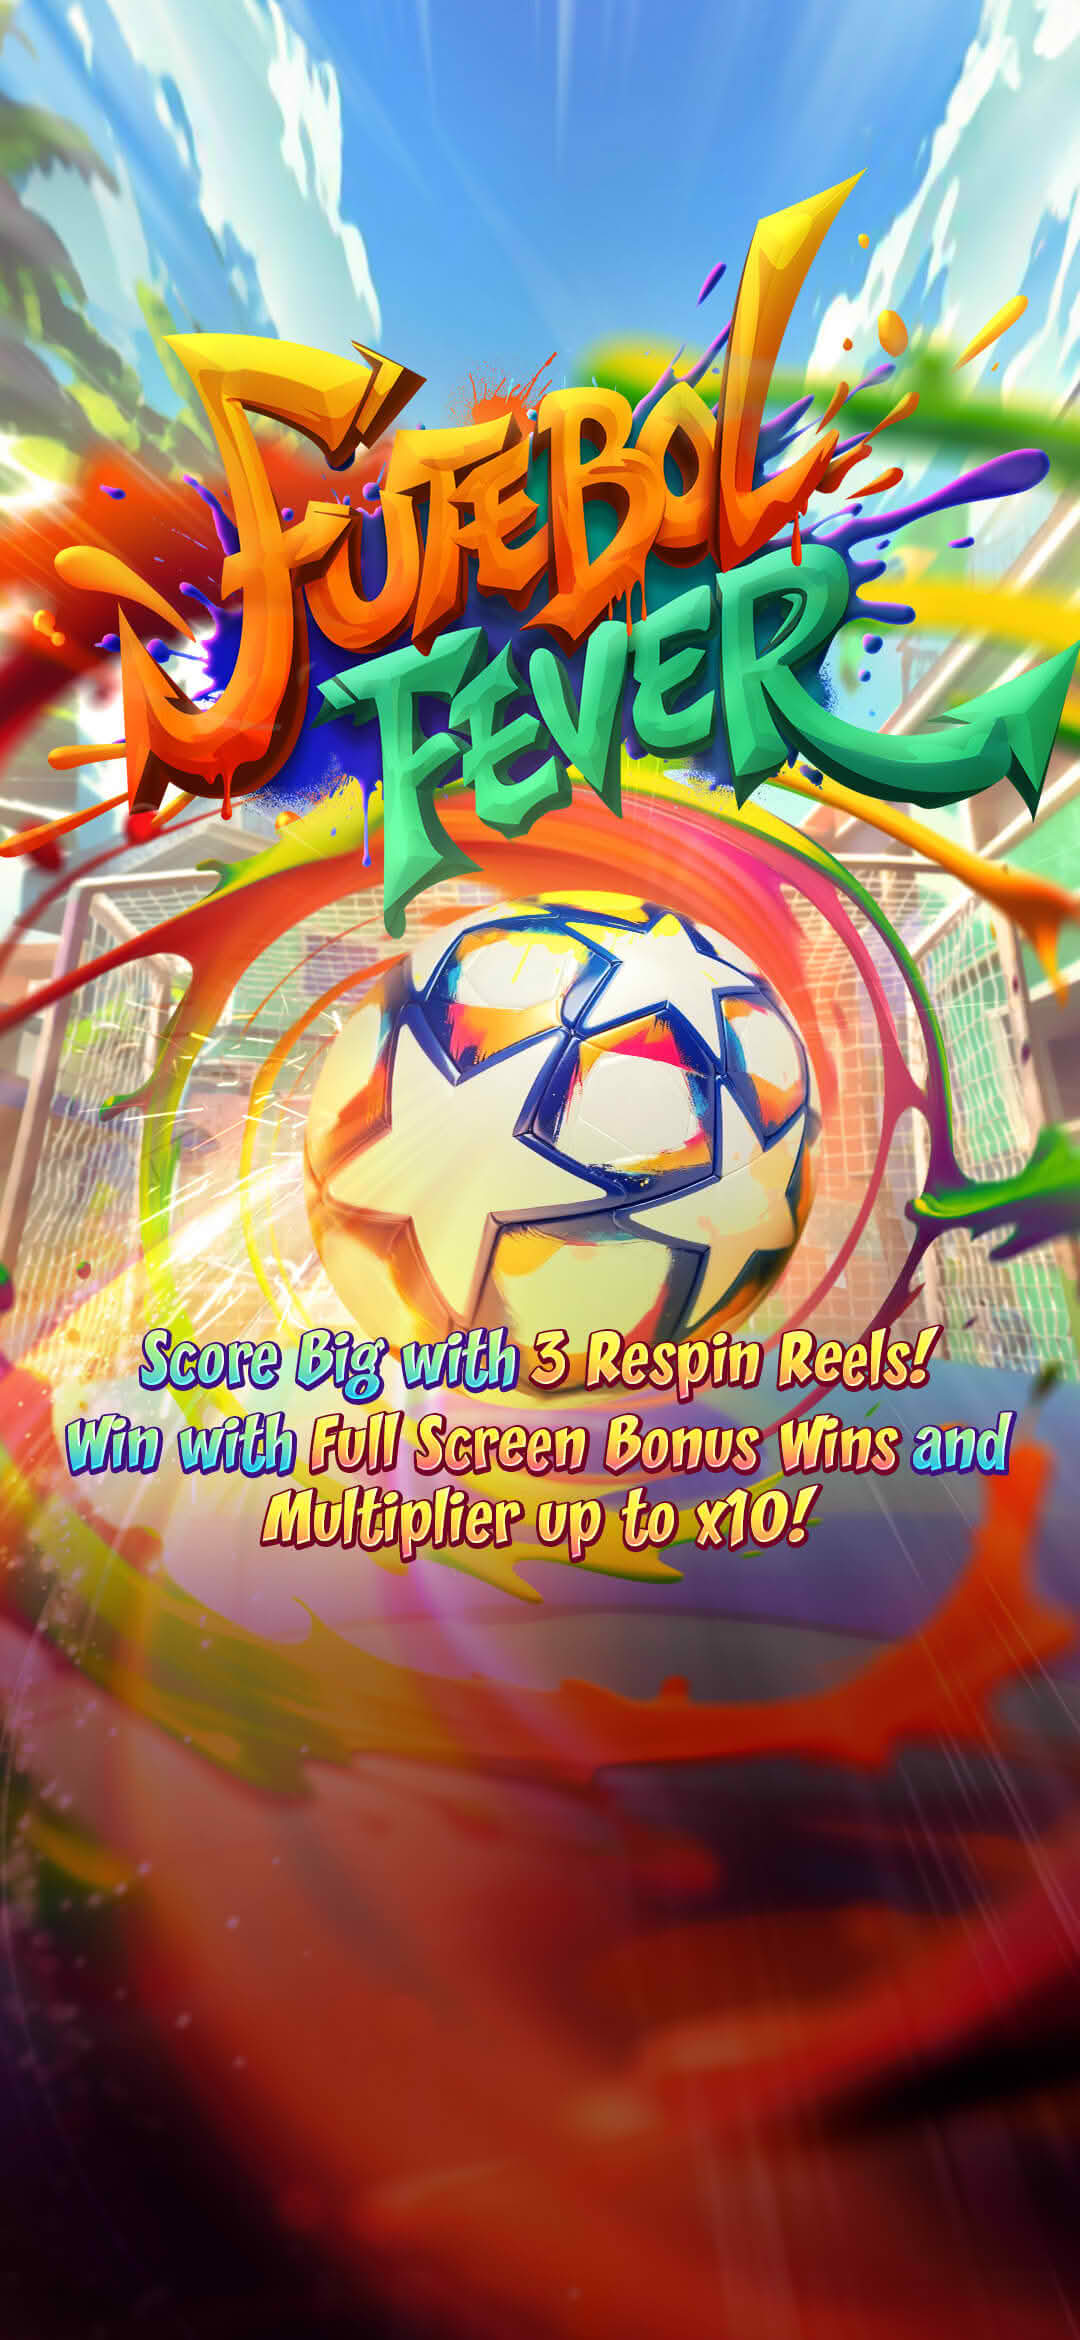 FUTEBOL
FEVER
Score Big with 3 Respin Reels!
Win with Full Screen Bonus Wins and
Multiplier up to x10!